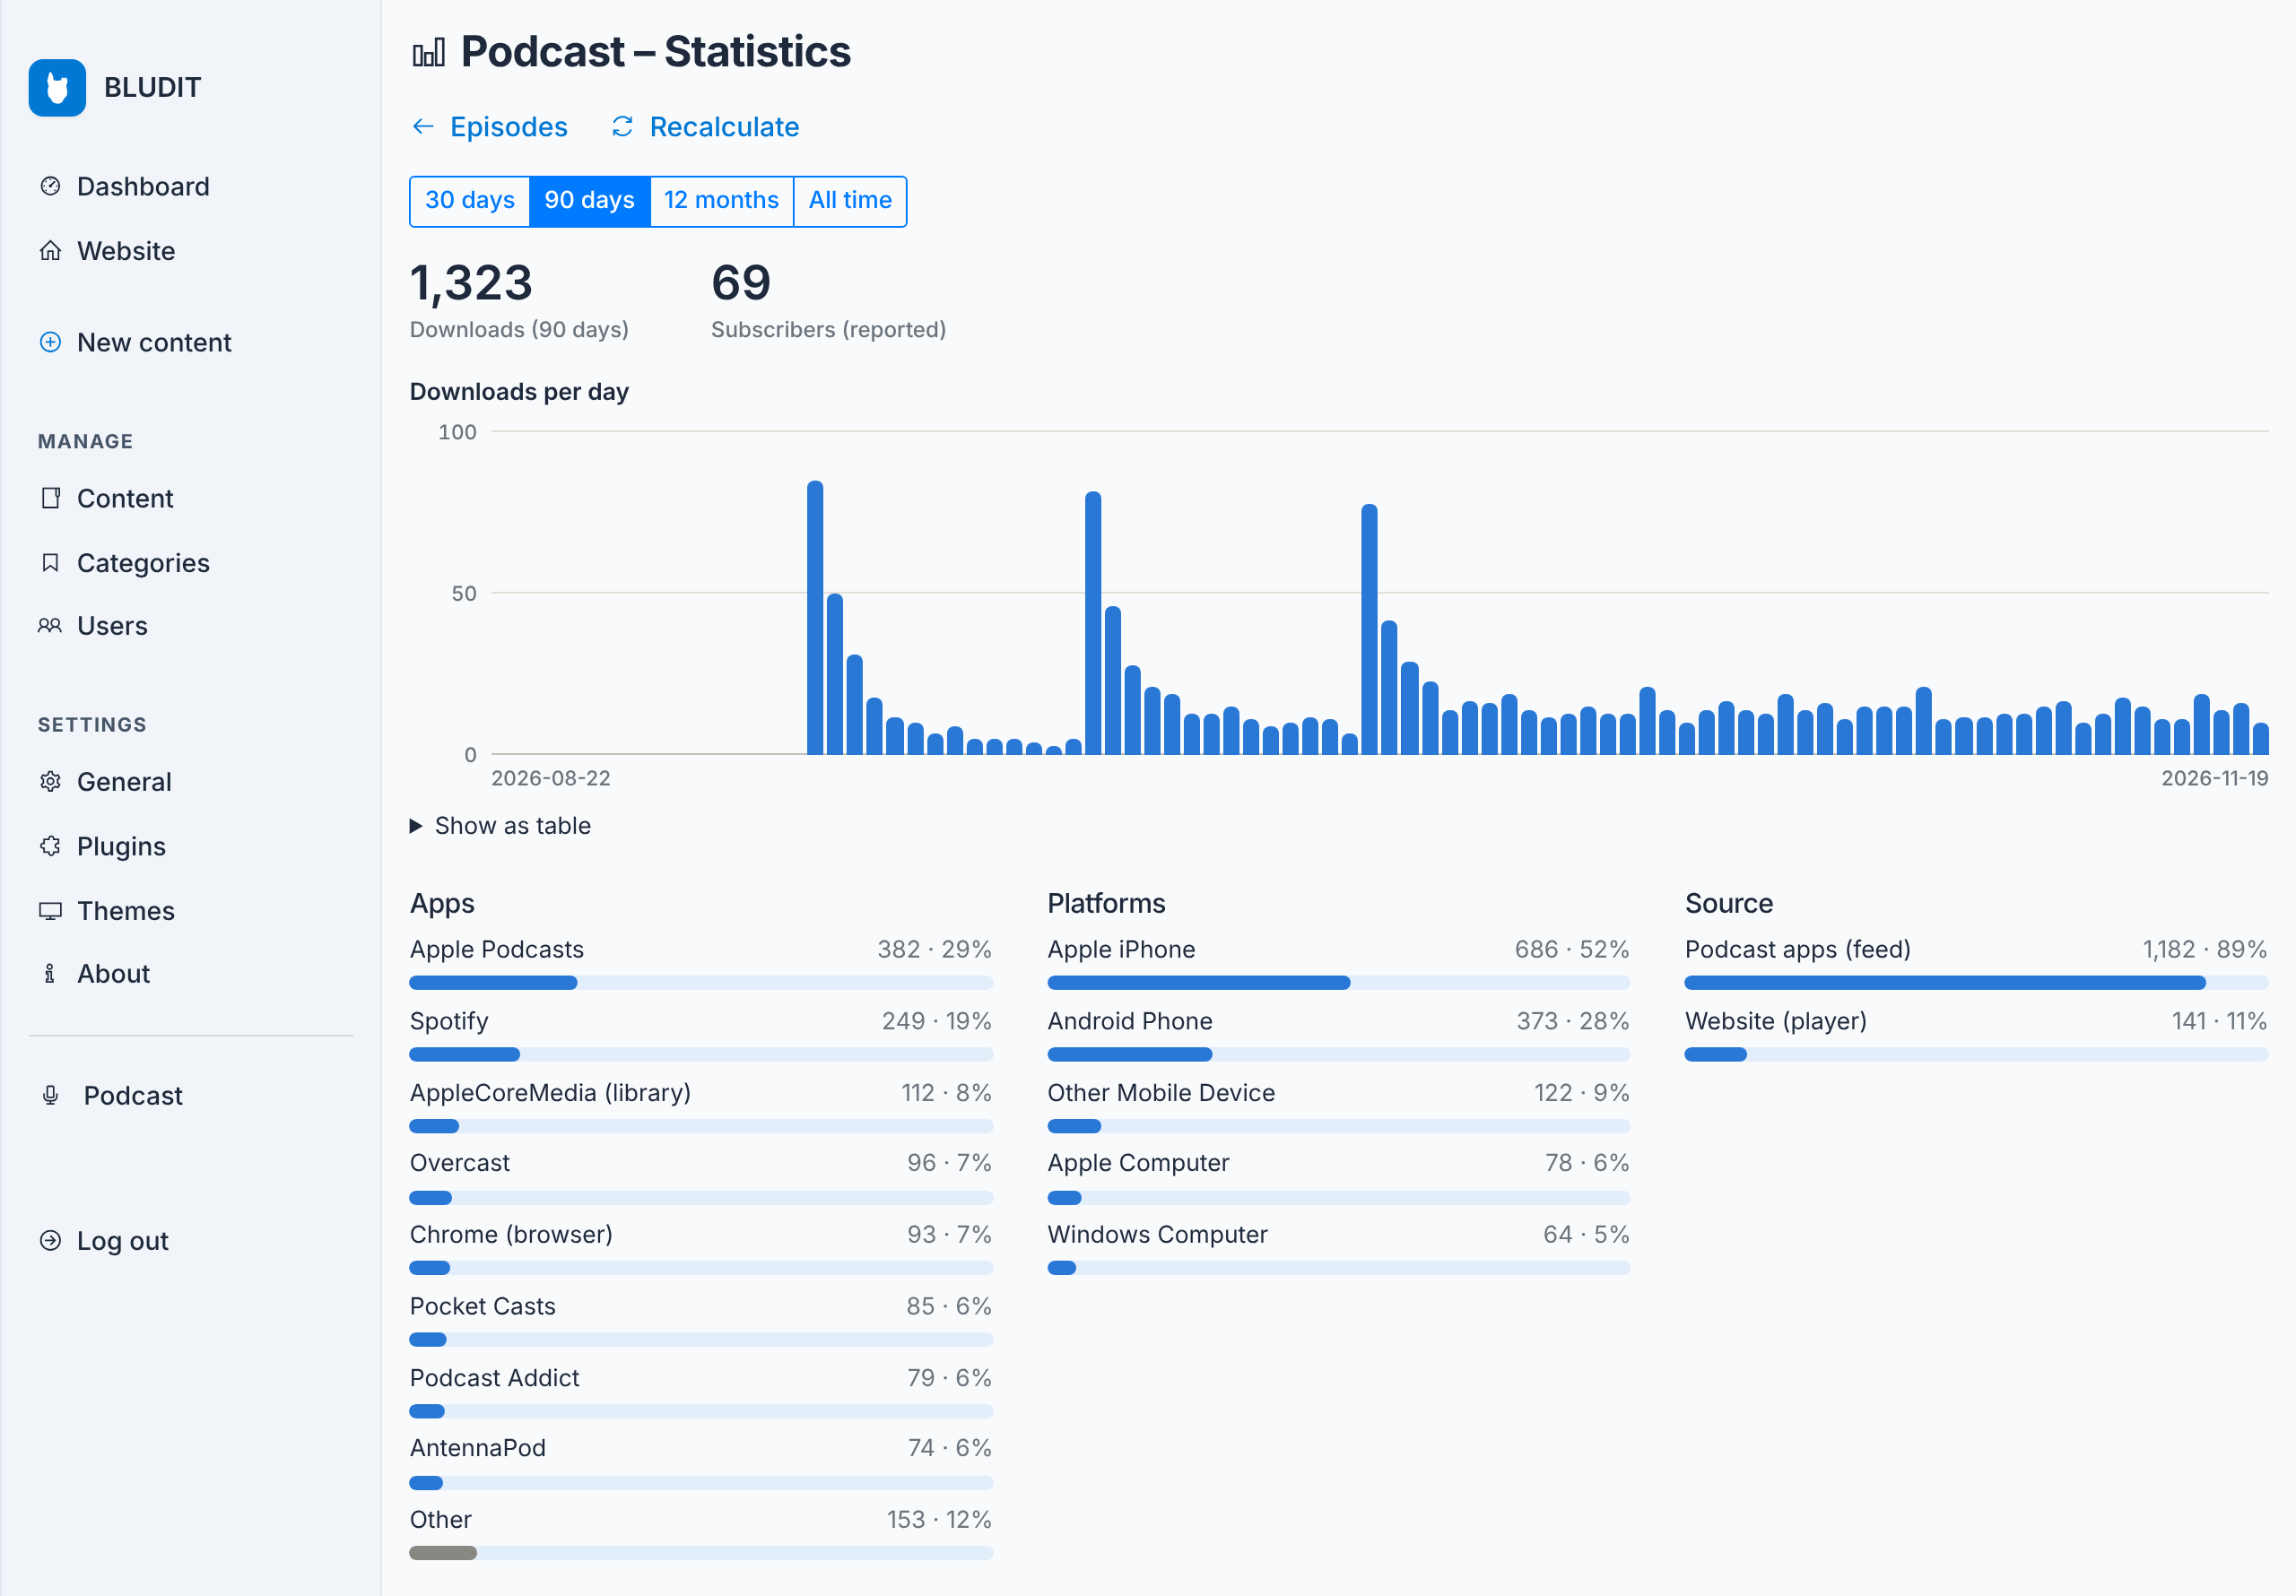 BLUDIT
Dashboard
Website
New content
MANAGE
Content
Categories
Users
SETTINGS
General
Plugins
Themes
About
Podcast
Log out
Podcast – Statistics
Episodes Recalculate
30 days 90 days 12 months All time
1,323 69
Downloads (90 days) Subscribers (reported)
Downloads per day
100
50
0
2026-08-22 2026-11-19
Show as table
Apps
Apple Podcasts 382 · 29%
Spotify 249 · 19%
AppleCoreMedia (library) 112 · 8%
Overcast 96 · 7%
Chrome (browser) 93 · 7%
Pocket Casts 85 · 6%
Podcast Addict 79 · 6%
AntennaPod 74 · 6%
Other 153 · 12%
Platforms
Apple iPhone 686 · 52%
Android Phone 373 · 28%
Other Mobile Device 122 · 9%
Apple Computer 78 · 6%
Windows Computer 64 · 5%
Source
Podcast apps (feed) 1,182 · 89%
Website (player) 141 · 11%